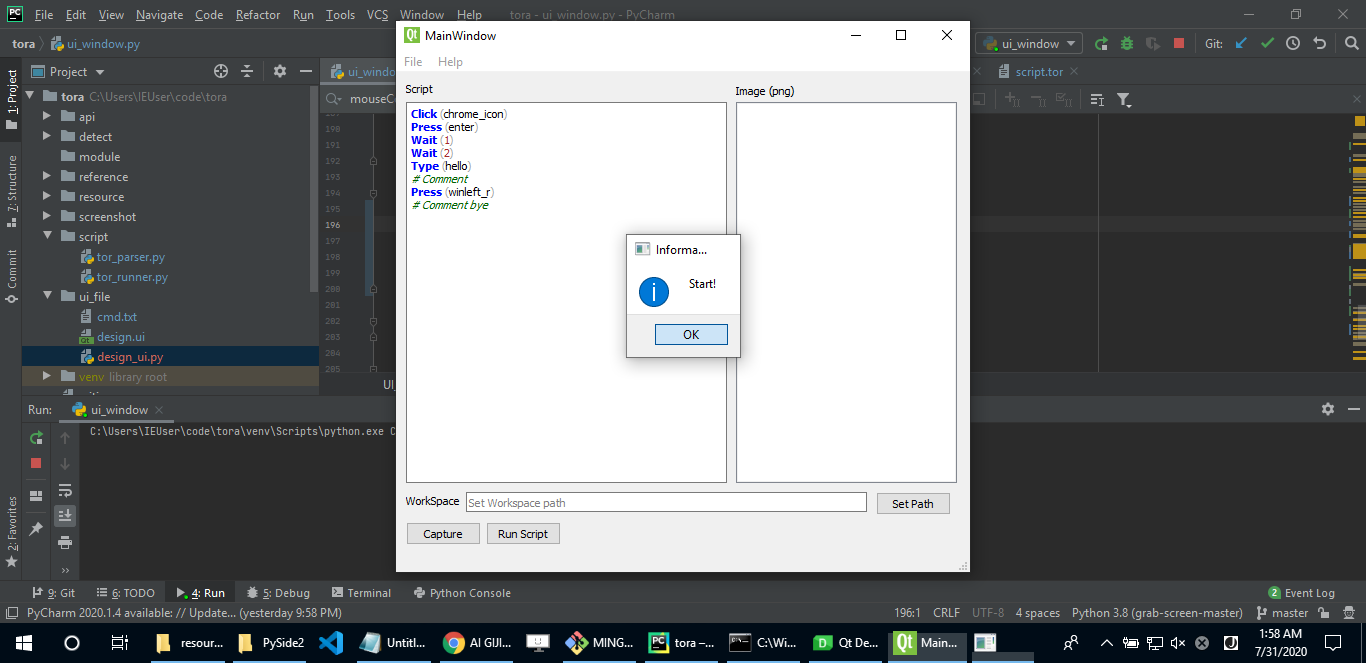 File Edit View Navigate Code Refactor Run Tools VCS Window Help tora - ui_window.py - PyCharm
tora ui_window.py
ui_window
Git:
Project
1: Project
7: Structure
Commit
2: Favorites
tora C:\Users\IEUser\code\tora
api
detect
module
reference
resource
screenshot
script
tor_parser.py
tor_runner.py
ui_file
cmd.txt
design.ui
design_ui.py
venv library root
script.tor
190
191
192
193
194
195
196
197
198
199
200
201
202
203
204
205
MainWindow
File Help
Script
Image (png)
Click (chrome_icon)
Press (enter)
Wait (1)
Wait (2)
Type (hello)
# Comment
Press (winleft_r)
# Comment bye
Informa...
Start!
OK
WorkSpace Set Workspace path Set Path
Capture Run Script
Run: ui_window
C:\Users\IEUser\code\tora\venv\Scripts\python.exe
9: Git 6: TODO 4: Run 5: Debug Terminal Python Console 2 Event Log
PyCharm 2020.1.4 available: // Update... (yesterday 9:58 PM) 196:1 CRLF UTF-8 4 spaces Python 3.8 (grab-screen-master) master
resour... PySide2 Untitl... AI GUI... MING... tora –... C:\Wi... Qt De... Main...
1:58 AM
7/31/2020